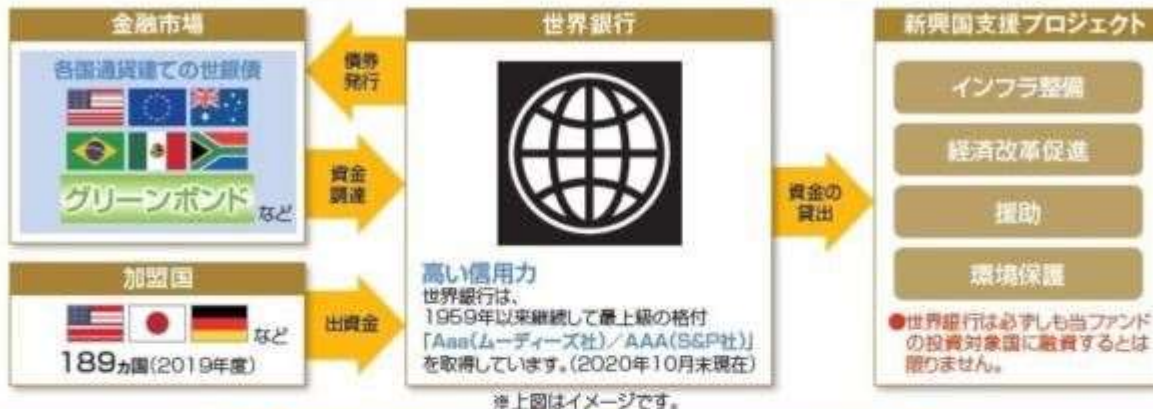 金融市場
各国通貨建ての世銀債
グリーンボンド など
債券
発行
資金
調達
加盟国
など
189ヵ国(2019年度)
出資金
世界銀行
高い信用力
世界銀行は、
1959年以来継続して最上級の格付
「Aaa(ムーディーズ社)/AAA(S&P社)」
を取得しています。(2020年10月末現在)
資金の
貸出
新興国支援プロジェクト
インフラ整備
経済改革促進
援助
環境保護
●世界銀行は必ずしも当ファンド
の投資対象国に融資するとは
限りません。
※上図はイメージです。